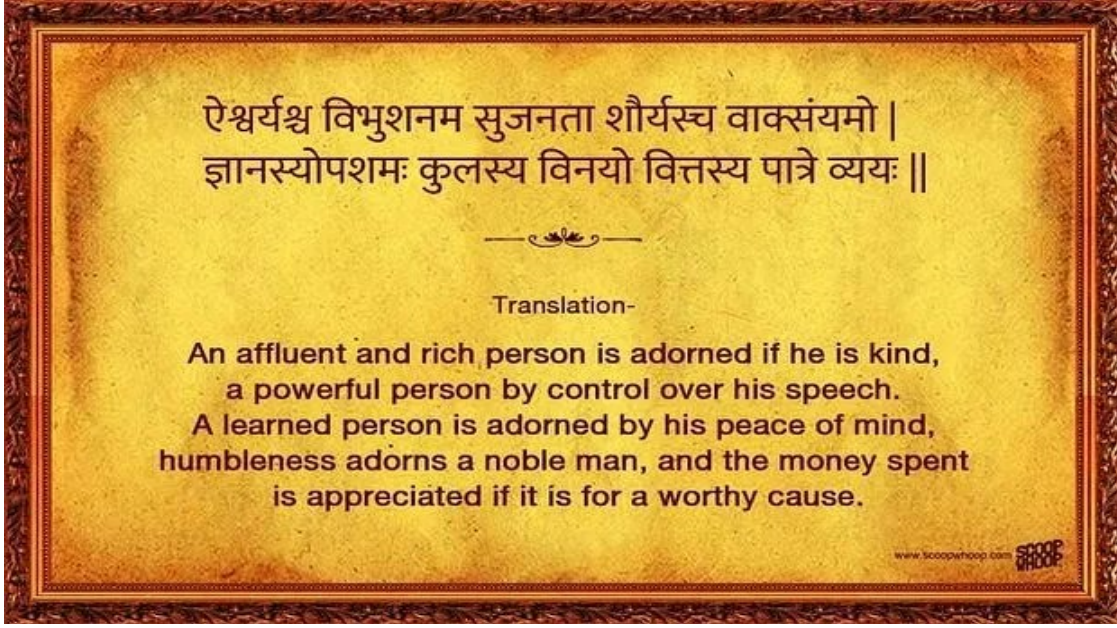 ऐश्वर्यश्च विभुशनम सुजनता शौर्यस्च वाक्संयमो |
ज्ञानस्योपशमः कुलस्य विनयो वित्तस्य पात्रे व्ययः ||
Translation-
An affluent and rich person is adorned if he is kind,
a powerful person by control over his speech.
A learned person is adorned by his peace of mind,
humbleness adorns a noble man, and the money spent
is appreciated if it is for a worthy cause.
www.scoopwhoop.com SCOOP
WHOOP